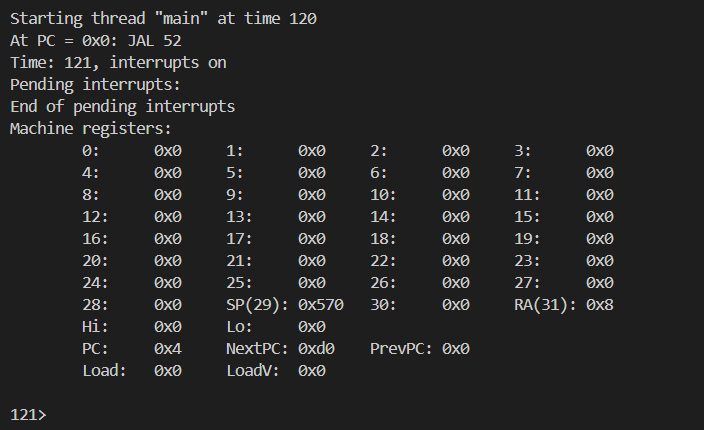 Starting thread "main" at time 120
At PC = 0x0: JAL 52
Time: 121, interrupts on
Pending interrupts:
End of pending interrupts
Machine registers:
0: 0x0 1: 0x0 2: 0x0 3: 0x0
4: 0x0 5: 0x0 6: 0x0 7: 0x0
8: 0x0 9: 0x0 10: 0x0 11: 0x0
12: 0x0 13: 0x0 14: 0x0 15: 0x0
16: 0x0 17: 0x0 18: 0x0 19: 0x0
20: 0x0 21: 0x0 22: 0x0 23: 0x0
24: 0x0 25: 0x0 26: 0x0 27: 0x0
28: 0x0 SP(29): 0x570 30: 0x0 RA(31): 0x8
Hi: 0x0 Lo: 0x0
PC: 0x4 NextPC: 0xd0 PrevPC: 0x0
Load: 0x0 LoadV: 0x0
121>